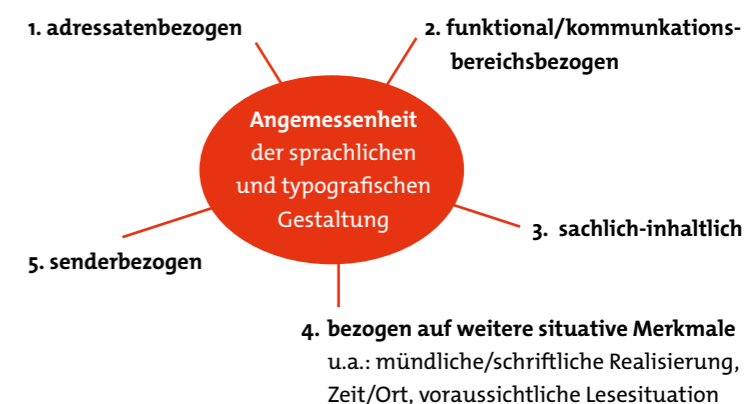 1. adressatenbezogen
2. funktional/kommunkations-
bereichsbezogen
Angemessenheit
der sprachlichen
und typografischen
Gestaltung
3. sachlich-inhaltlich
5. senderbezogen
4. bezogen auf weitere situative Merkmale
u.a.: mündliche/schriftliche Realisierung,
Zeit/Ort, voraussichtliche Lesesituation